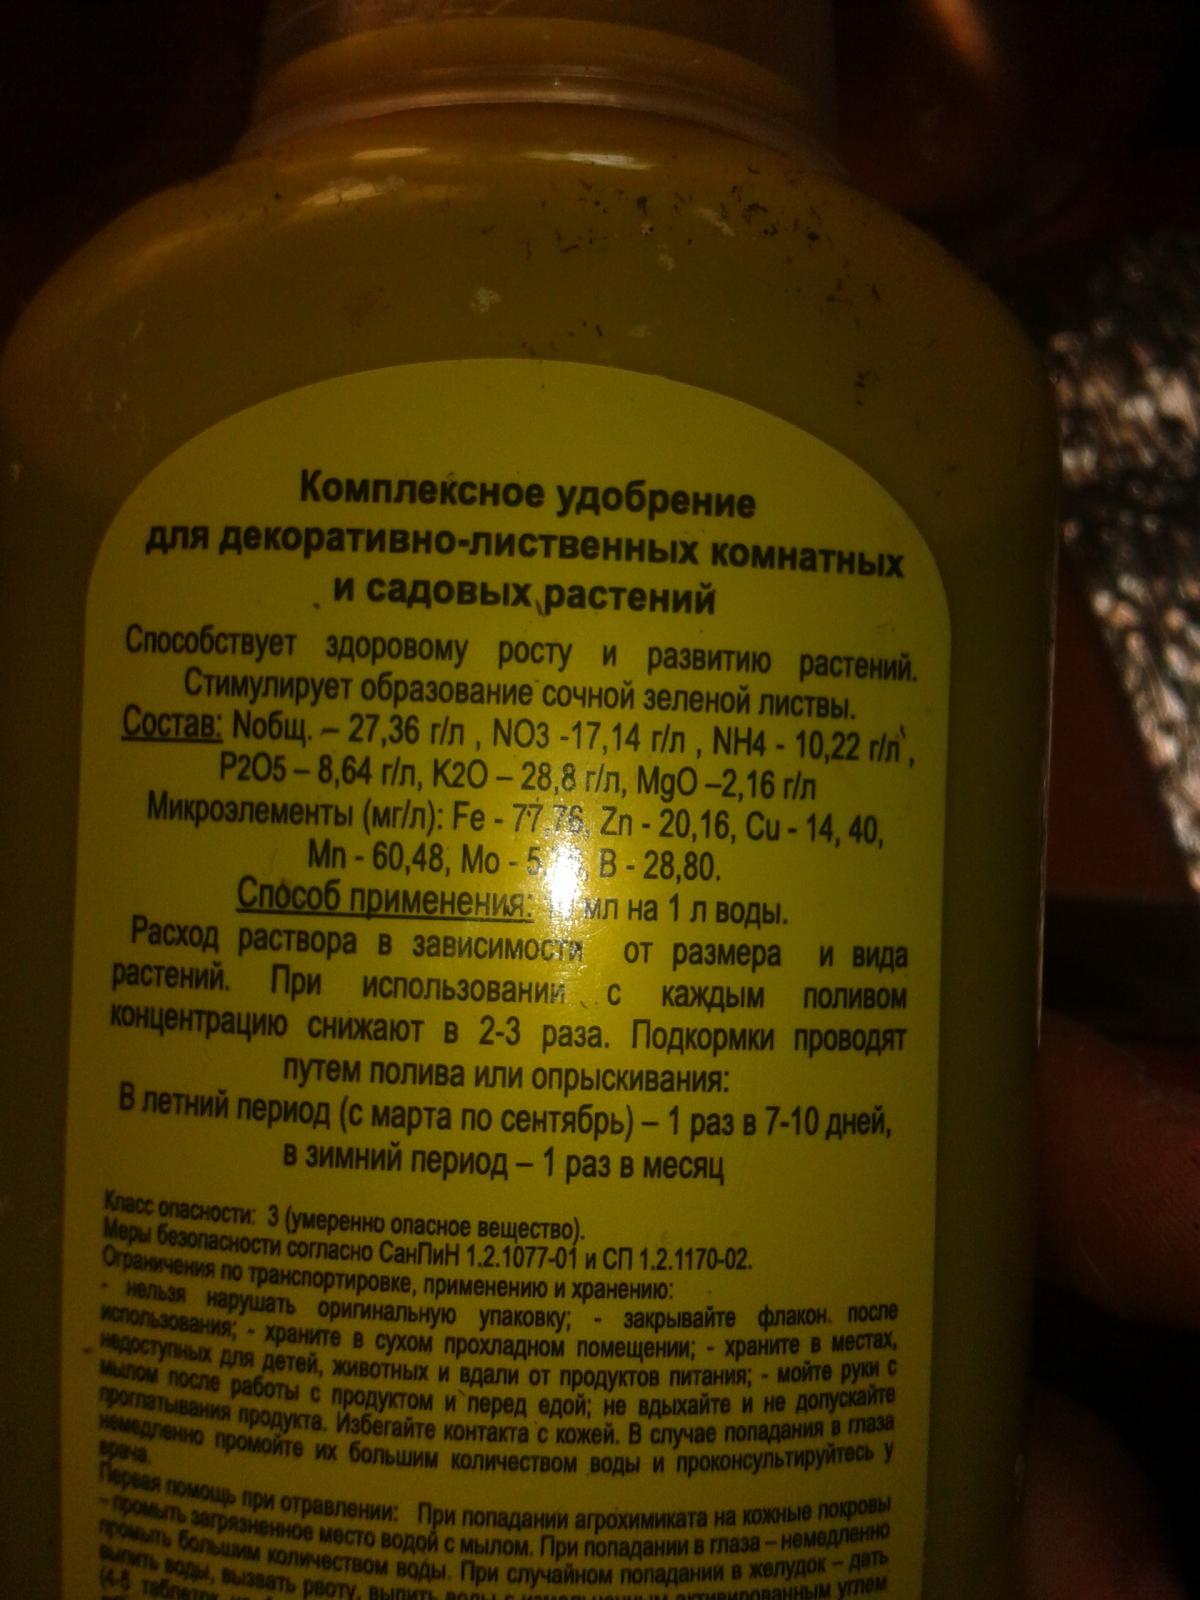 Комплексное удобрение
для декоративно-лиственных комнатных
и садовых растений
Способствует здоровому росту и развитию растений.
Стимулирует образование сочной зеленой листвы.
Состав: Nобщ. – 27,36 г/л , NO3 -17,14 г/л , NH4 - 10,22 г/л ,
P2O5 – 8,64 г/л, K2O – 28,8 г/л, MgO –2,16 г/л
Микроэлементы (мг/л): Fe - 77,76, Zn - 20,16, Cu - 14, 40,
Mn - 60,48, Mo - B - 28,80.
Способ применения: мл на 1 л воды.
Расход раствора в зависимости от размера и вида
растений. При использовании с каждым поливом
концентрацию снижают в 2-3 раза. Подкормки проводят
путем полива или опрыскивания:
В летний период (с марта по сентябрь) – 1 раз в 7-10 дней,
в зимний период – 1 раз в месяц
Класс опасности: 3 (умеренно опасное вещество).
Меры безопасности согласно СанПиН 1.2.1077-01 и СП 1.2.1170-02.
Ограничения по транспортировке, применению и хранению:
- нельзя нарушать оригинальную упаковку; - закрывайте флакон после
использования; - храните в сухом прохладном помещении; - храните в местах,
недоступных для детей, животных и вдали от продуктов питания; - мойте руки с
мылом после работы с продуктом и перед едой; не вдыхайте и не допускайте
проглатывания продукта. Избегайте контакта с кожей. В случае попадания в глаза
немедленно промойте их большим количеством воды и проконсультируйтесь у
врача.
Первая помощь при отравлении: При попадании агрохимиката на кожные покровы
– промыть загрязненное место водой с мылом. При попадании в глаза – немедленно
промыть большим количеством воды. При случайном попадании в желудок – дать
выпить воды, вызвать рвоту, выпить воды с измельченным активированным углем
(4-5 таблеток